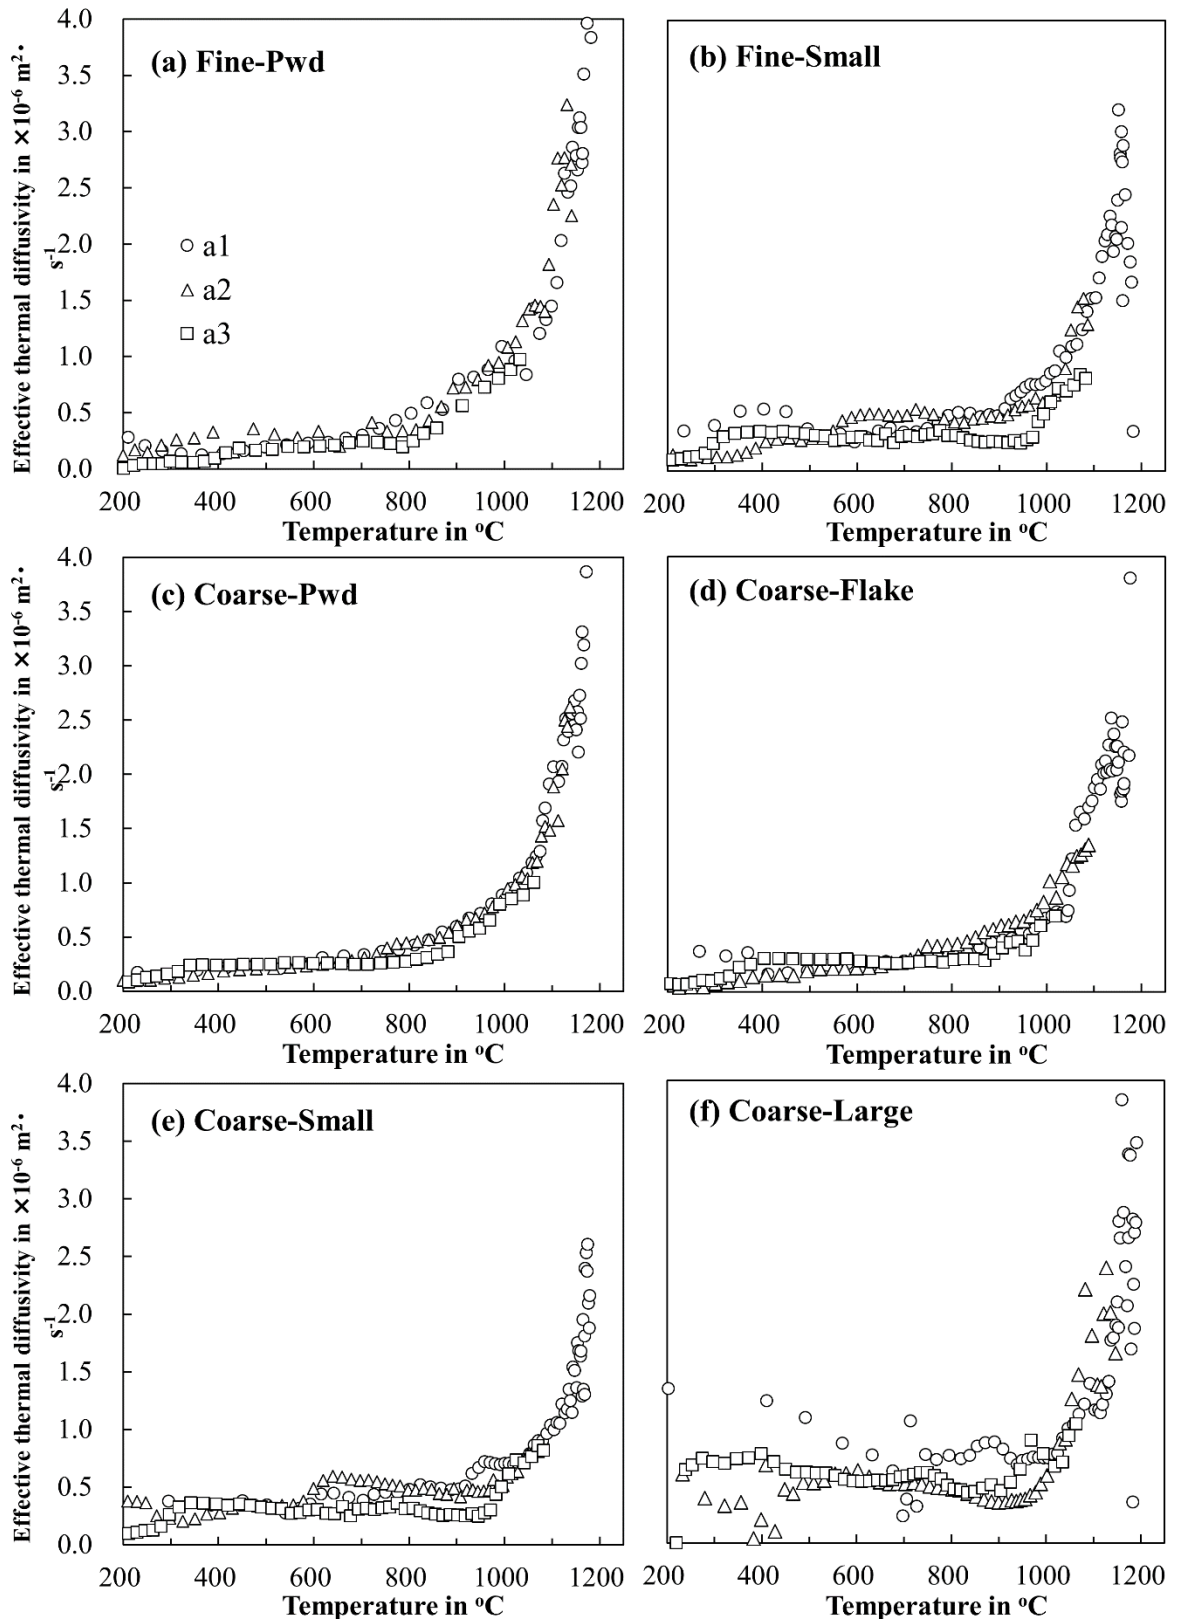 Effective thermal diffusivity in ×10⁻⁶ m²·
s⁻¹
4.0
3.5
3.0
2.5
2.0
1.5
1.0
0.5
0.0
(a) Fine-Pwd
a1
a2
a3
200 400 600 800 1000 1200
Temperature in ºC
(b) Fine-Small
200 400 600 800 1000 1200
Temperature in ºC
Effective thermal diffusivity in ×10⁻⁶ m²·
s⁻¹
4.0
3.5
3.0
2.5
2.0
1.5
1.0
0.5
0.0
(c) Coarse-Pwd
200 400 600 800 1000 1200
Temperature in ºC
(d) Coarse-Flake
200 400 600 800 1000 1200
Temperature in ºC
Effective thermal diffusivity in ×10⁻⁶ m²·
s⁻¹
4.0
3.5
3.0
2.5
2.0
1.5
1.0
0.5
0.0
(e) Coarse-Small
200 400 600 800 1000 1200
Temperature in ºC
(f) Coarse-Large
200 400 600 800 1000 1200
Temperature in ºC